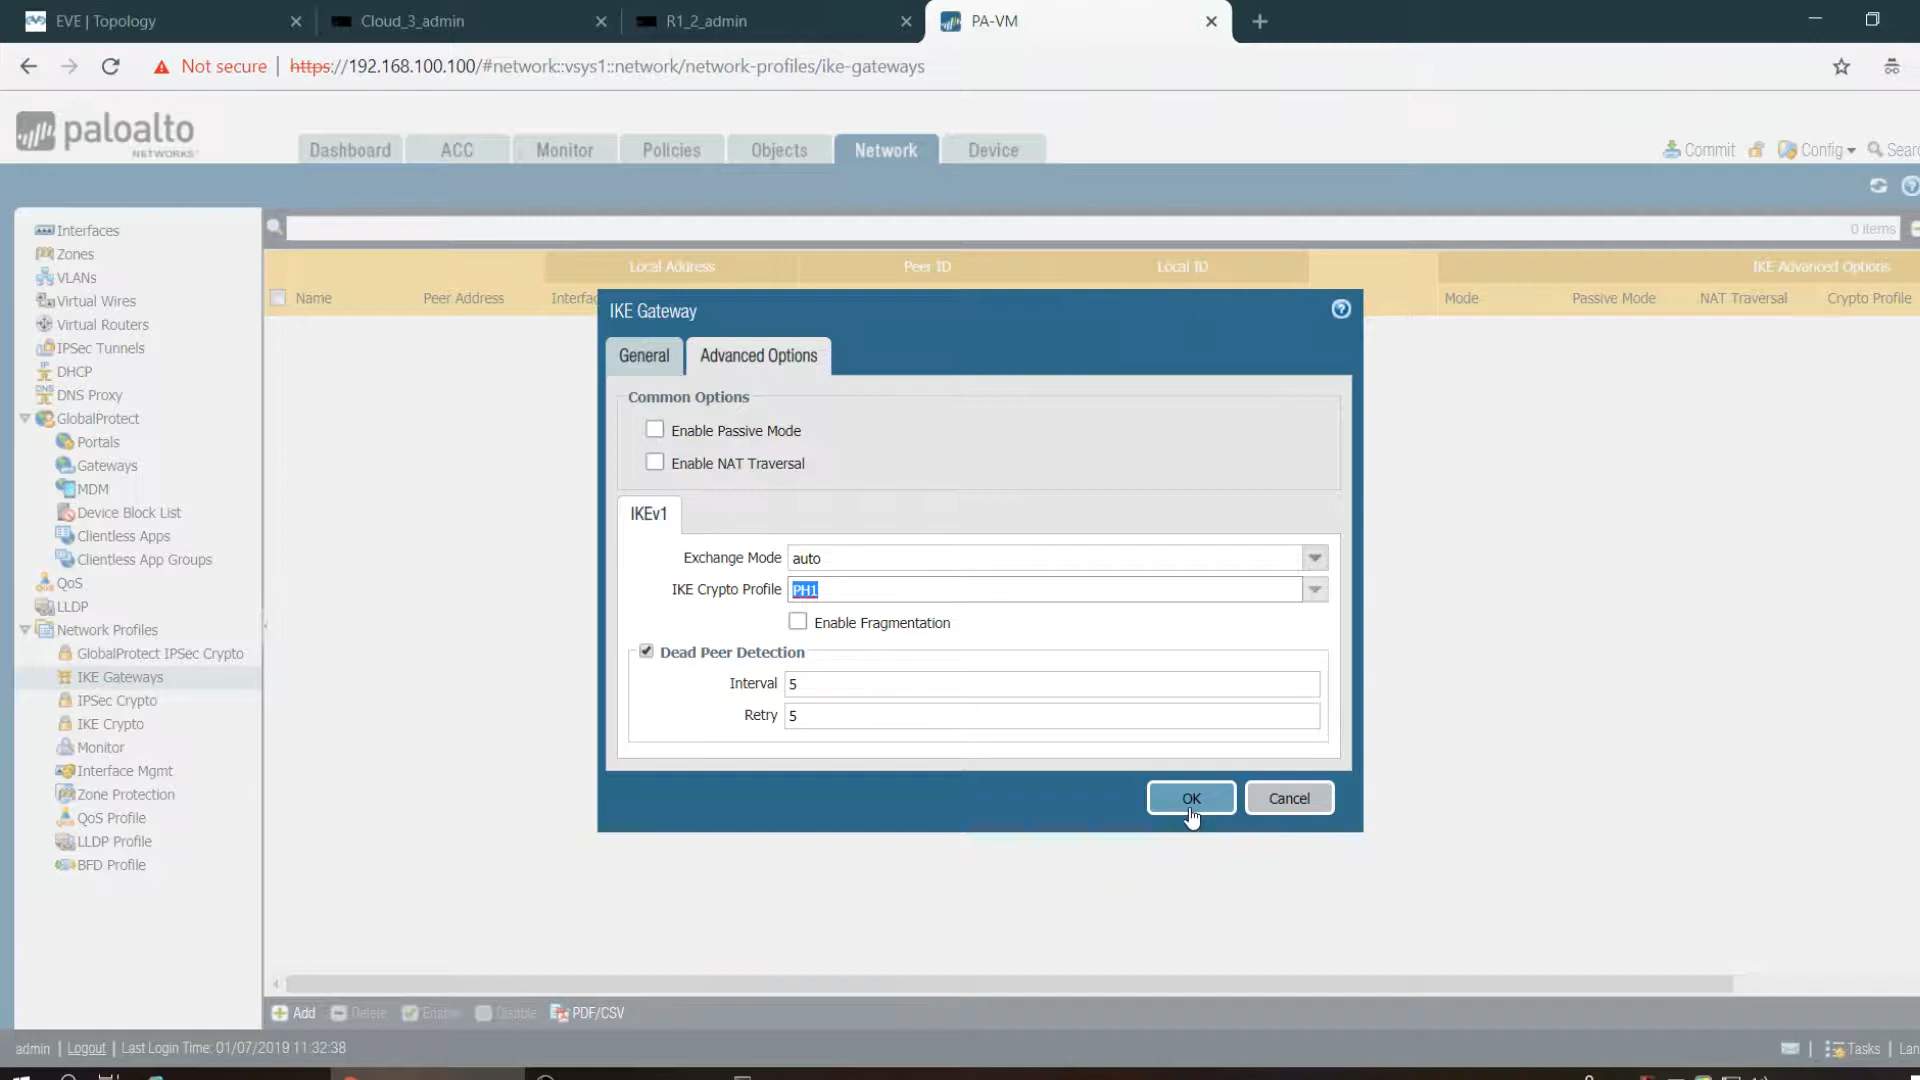 EVE | Topology
Cloud_3_admin
R1_2_admin
PA-VM
Not secure | https://192.168.100.100/#network::vsys1::network/network-profiles/ike-gateways
paloalto
NETWORKS
Dashboard
ACC
Monitor
Policies
Objects
Network
Device
Commit
Config
Sear
Interfaces
Zones
VLANs
Virtual Wires
Virtual Routers
IPSec Tunnels
DHCP
DNS Proxy
GlobalProtect
Portals
Gateways
MDM
Device Block List
Clientless Apps
Clientless App Groups
QoS
LLDP
Network Profiles
GlobalProtect IPSec Crypto
IKE Gateways
IPSec Crypto
IKE Crypto
Monitor
Interface Mgmt
Zone Protection
QoS Profile
LLDP Profile
BFD Profile
0 items
Local Address
Peer ID
Local ID
IKE Advanced Options
Name
Peer Address
Interfac
Mode
Passive Mode
NAT Traversal
Crypto Profile
IKE Gateway
General
Advanced Options
Common Options
Enable Passive Mode
Enable NAT Traversal
IKEv1
Exchange Mode auto
IKE Crypto Profile PH1
Enable Fragmentation
Dead Peer Detection
Interval 5
Retry 5
OK
Cancel
Add
Delete
Enable
Disable
PDF/CSV
admin | Logout | Last Login Time: 01/07/2019 11:32:38
Tasks | Lan